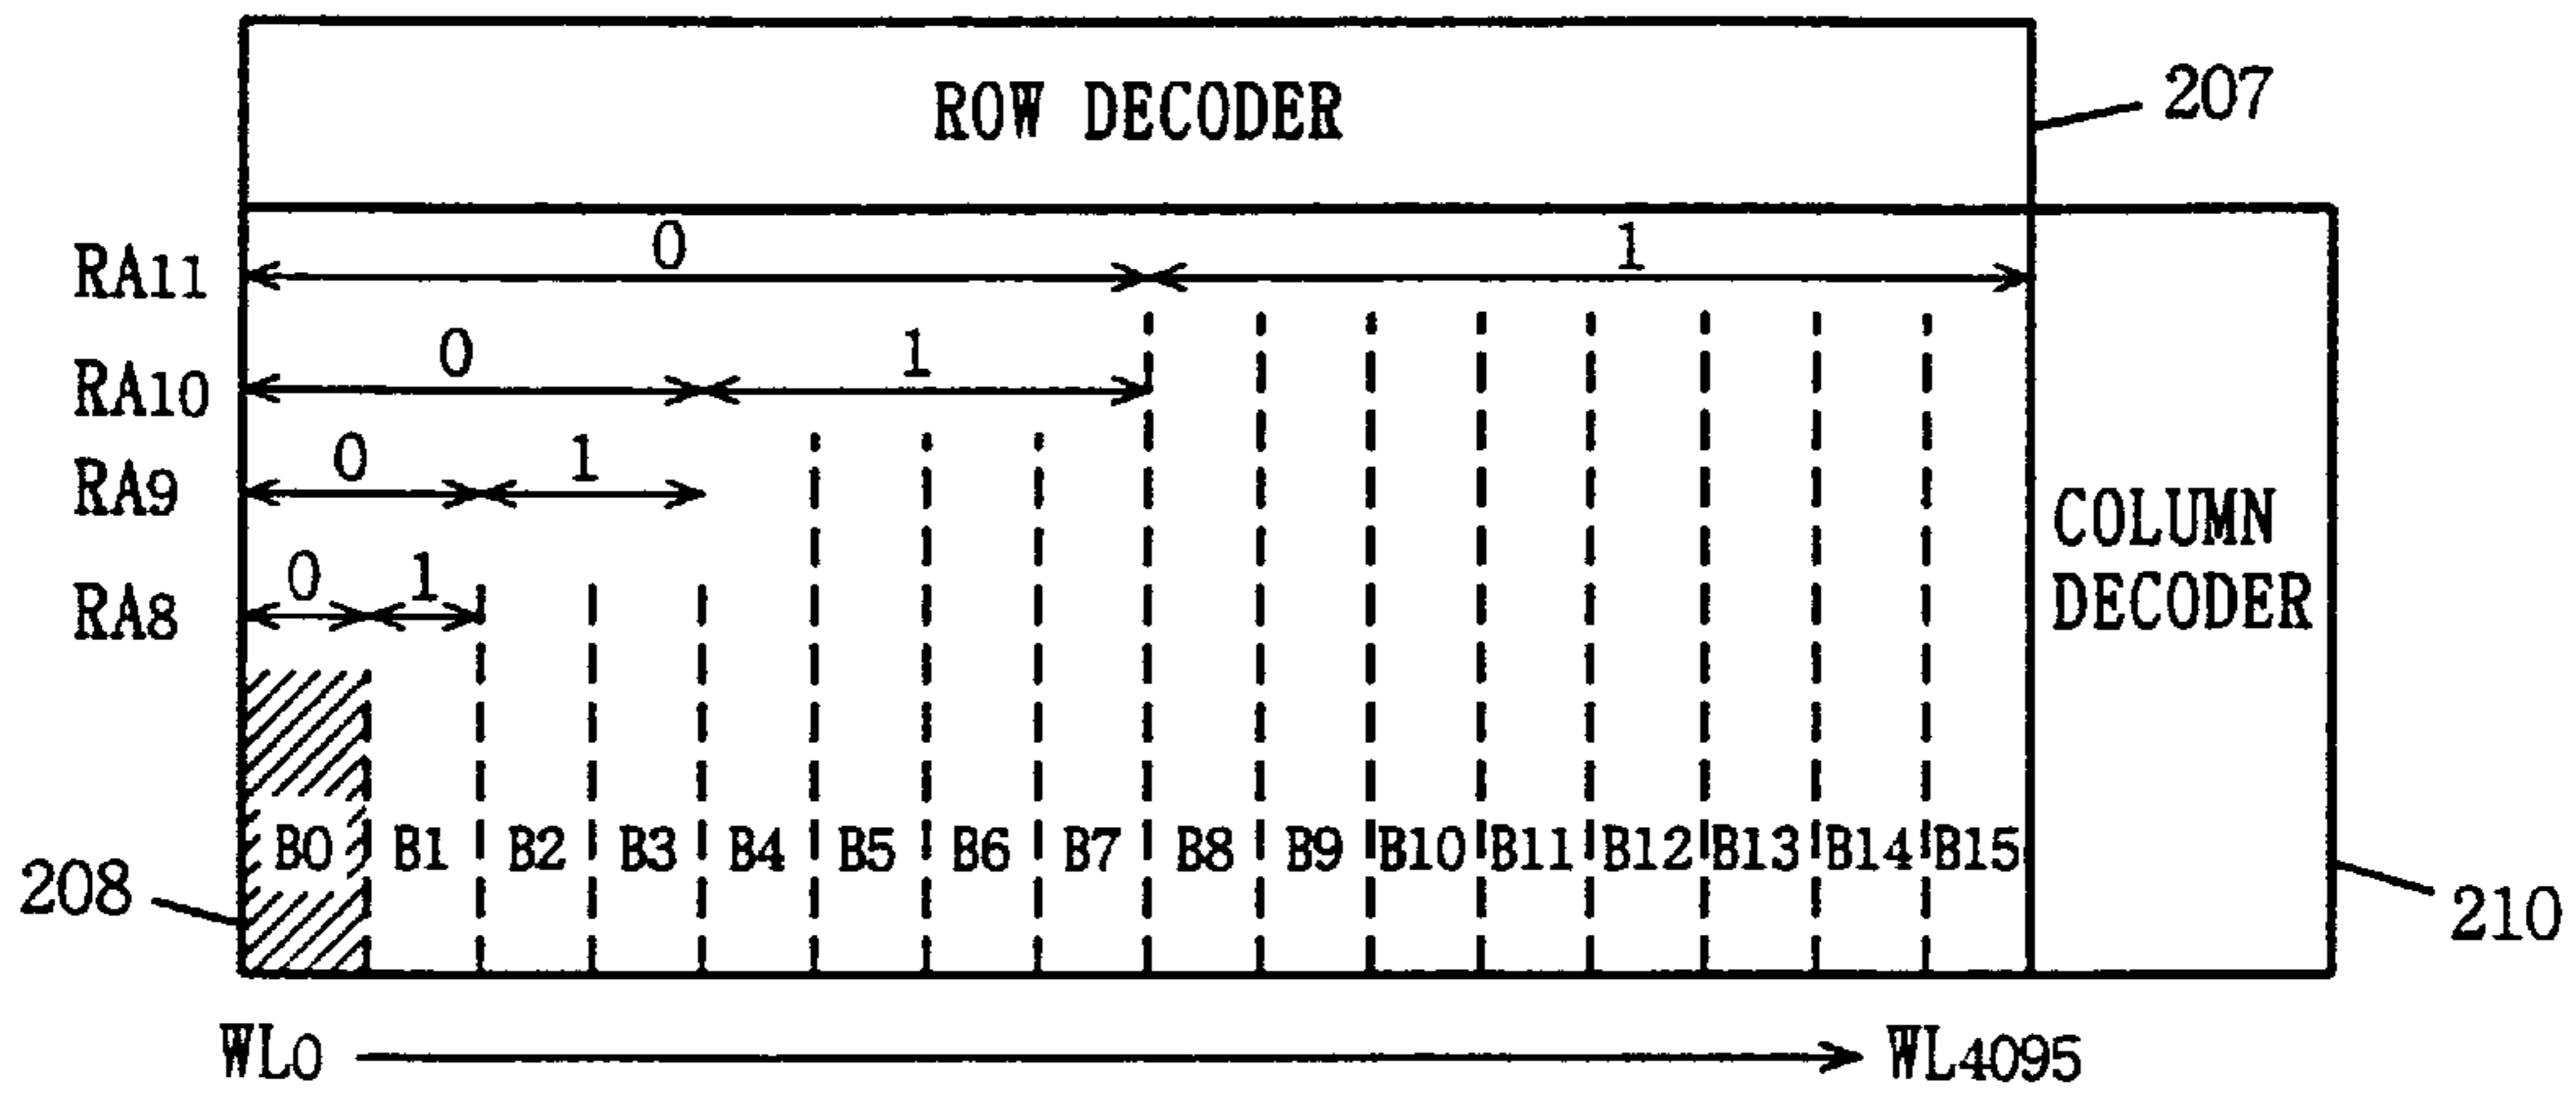 ROW DECODER
207
RA11 0 1
RA10 0 1
RA9 0 1
RA8 0 1
COLUMN
DECODER
B0 B1 B2 B3 B4 B5 B6 B7 B8 B9 B10 B11 B12 B13 B14 B15
208
210
WL0 WL4095